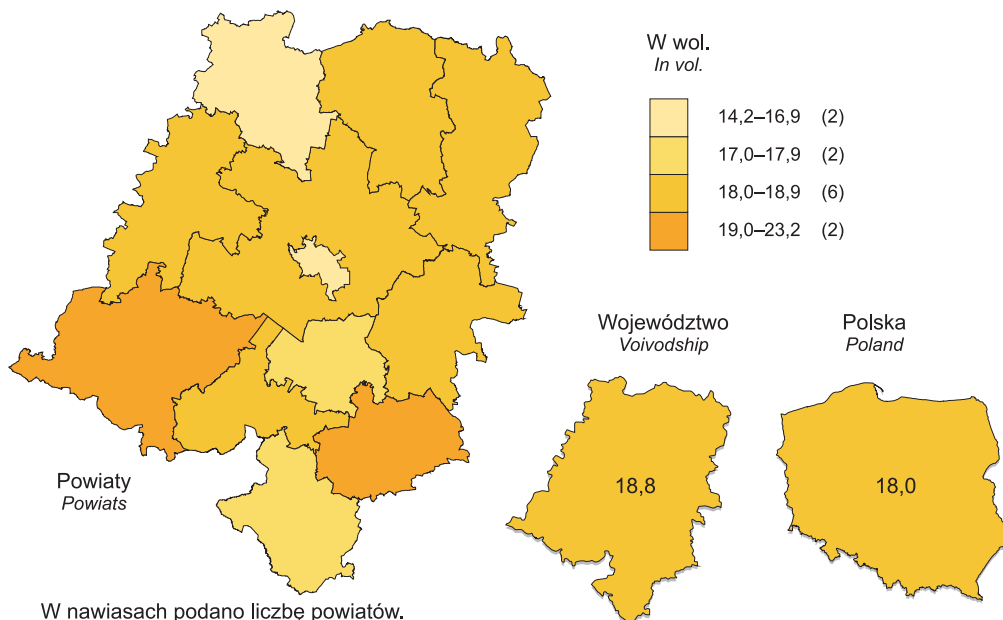 W wol.
In vol.
14,2–16,9 (2)
17,0–17,9 (2)
18,0–18,9 (6)
19,0–23,2 (2)
Województwo
Voivodship
Polska
Poland
18,8
18,0
Powiaty
Powiats
W nawiasach podano liczbę powiatów.